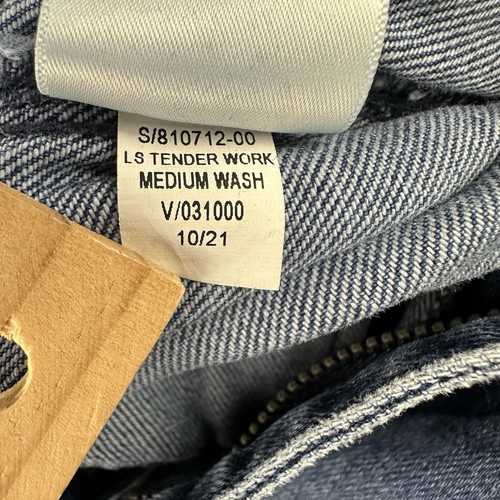 S/810712-00
LS TENDER WORK
MEDIUM WASH
V/031000
10/21